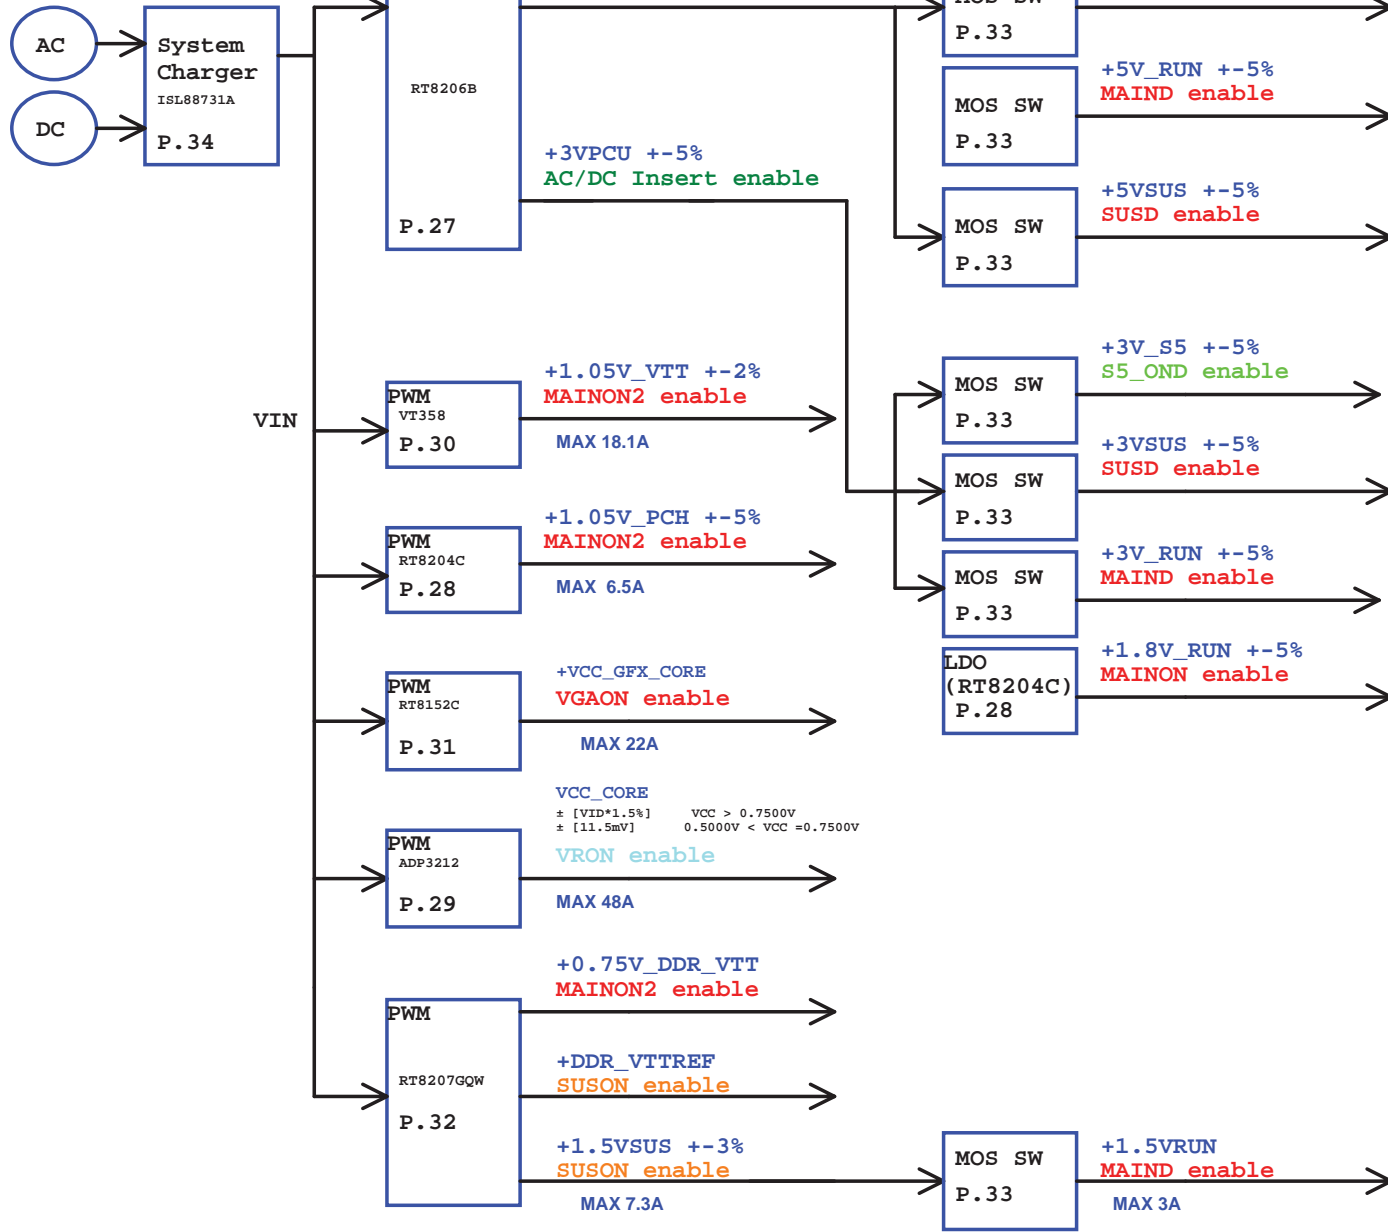 AC
DC
System
Charger
ISL88731A
P.34
VIN
RT8206B
P.27
+3VPCU +-5%
AC/DC Insert enable
MOS SW
P.33
MOS SW
P.33
+5V_RUN +-5%
MAIND enable
MOS SW
P.33
+5VSUS +-5%
SUSD enable
MOS SW
P.33
+3V_S5 +-5%
S5_OND enable
MOS SW
P.33
+3VSUS +-5%
SUSD enable
MOS SW
P.33
+3V_RUN +-5%
MAIND enable
LDO
(RT8204C)
P.28
+1.8V_RUN +-5%
MAINON enable
PWM
VT358
P.30
+1.05V_VTT +-2%
MAINON2 enable
MAX 18.1A
PWM
RT8204C
P.28
+1.05V_PCH +-5%
MAINON2 enable
MAX 6.5A
PWM
RT8152C
P.31
+VCC_GFX_CORE
VGAON enable
MAX 22A
PWM
ADP3212
P.29
VCC_CORE
± [VID*1.5%] VCC > 0.7500V
± [11.5mV] 0.5000V < VCC =0.7500V
VRON enable
MAX 48A
PWM
RT8207GQW
P.32
+0.75V_DDR_VTT
MAINON2 enable
+DDR_VTTREF
SUSON enable
+1.5VSUS +-3%
SUSON enable
MAX 7.3A
MOS SW
P.33
+1.5VRUN
MAIND enable
MAX 3A